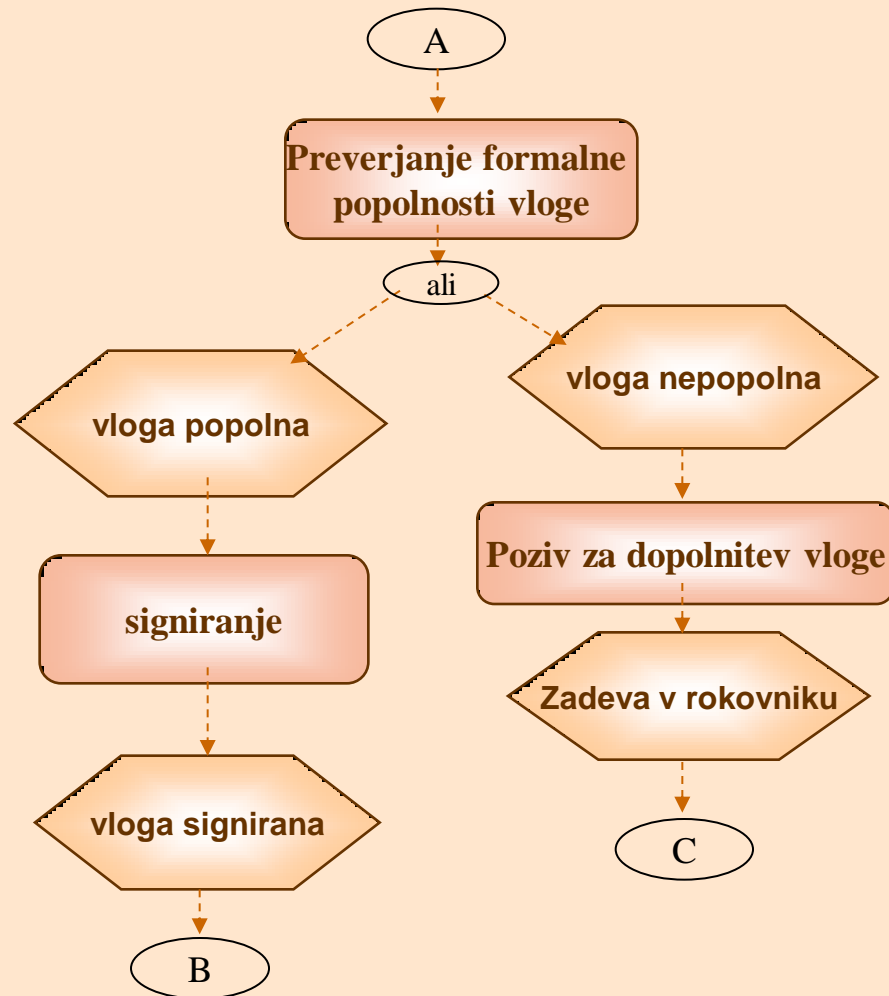 A
Preverjanje formalne
popolnosti vloge
ali
vloga popolna
vloga nepopolna
signiranje
Poziv za dopolnitev vloge
vloga signirana
Zadeva v rokovniku
B
C